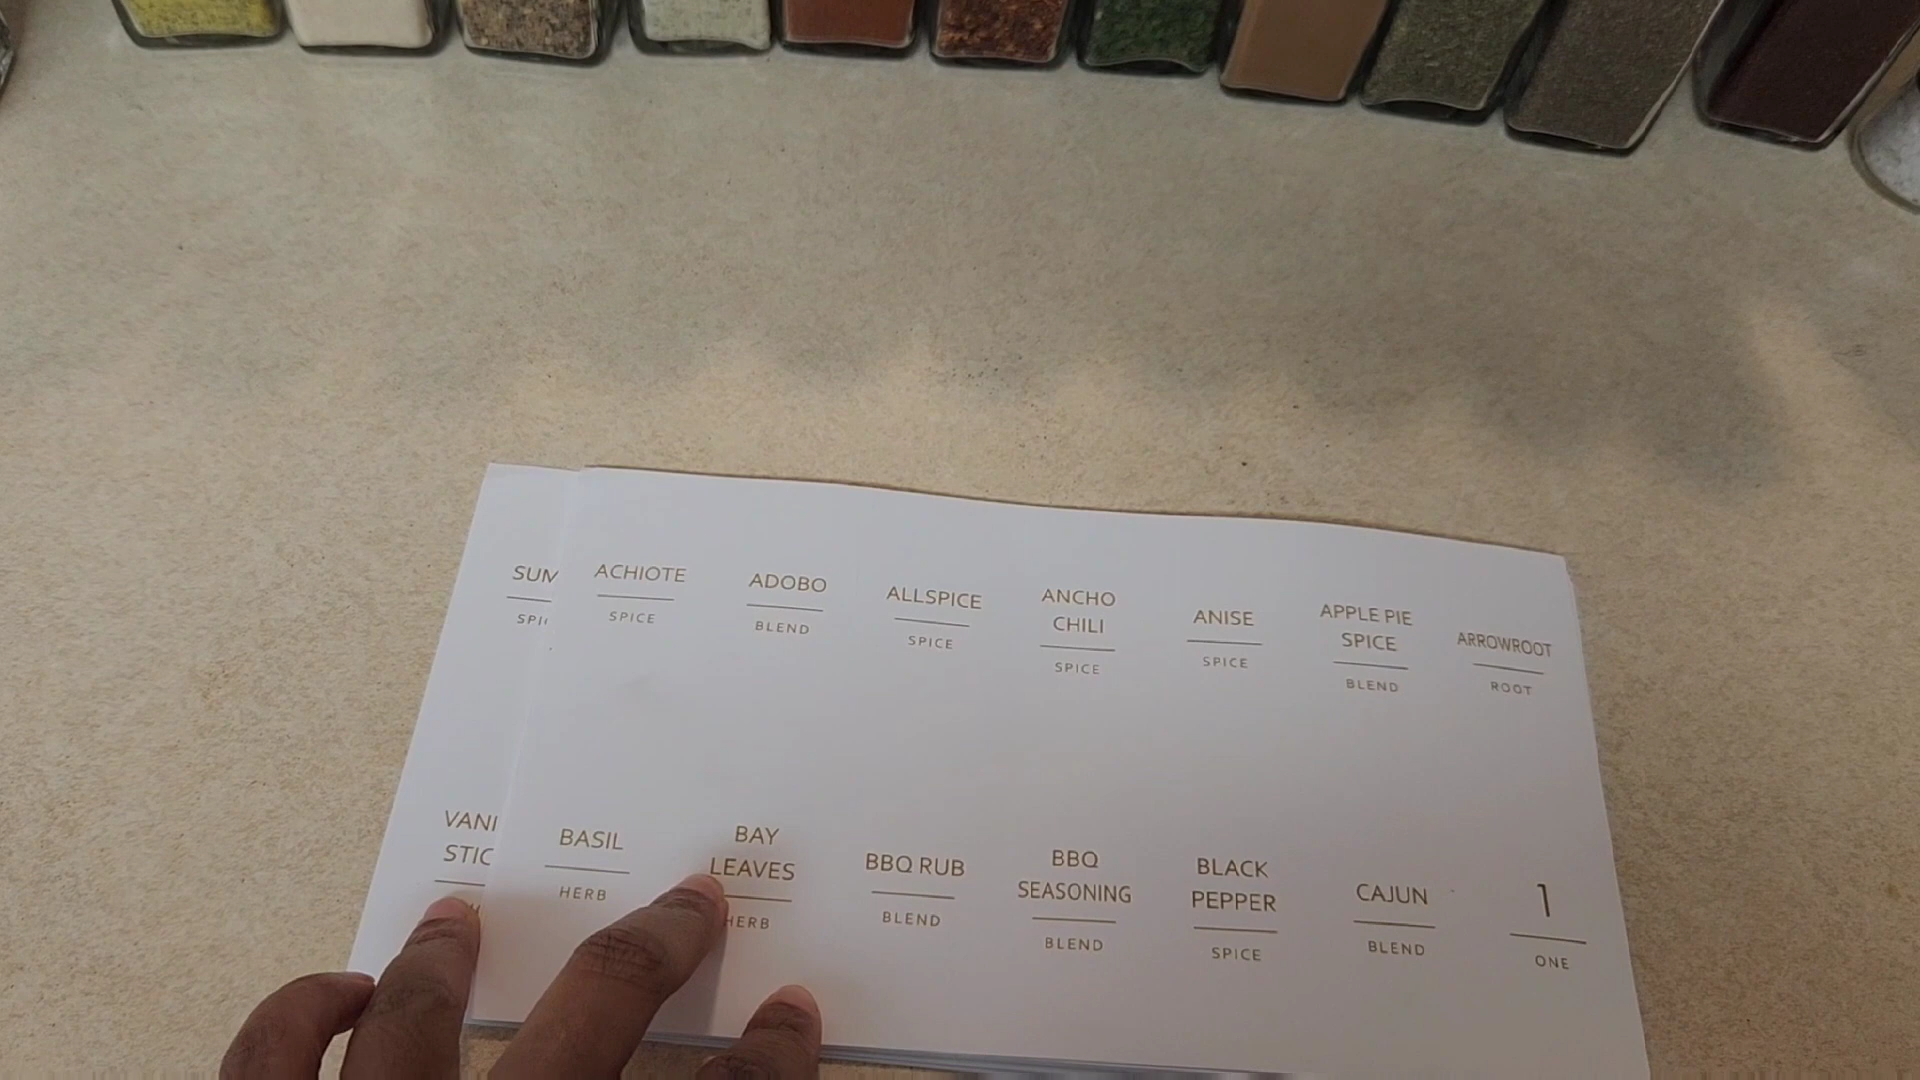 SUM
SPIC
ACHIOTE
SPICE
ADOBO
BLEND
ALLSPICE
SPICE
ANCHO
CHILI
SPICE
ANISE
SPICE
APPLE PIE
SPICE
BLEND
ARROWROOT
ROOT
VANI
STIC
BASIL
HERB
BAY
LEAVES
HERB
BBQ RUB
BLEND
BBQ
SEASONING
BLEND
BLACK
PEPPER
SPICE
CAJUN
BLEND
1
ONE